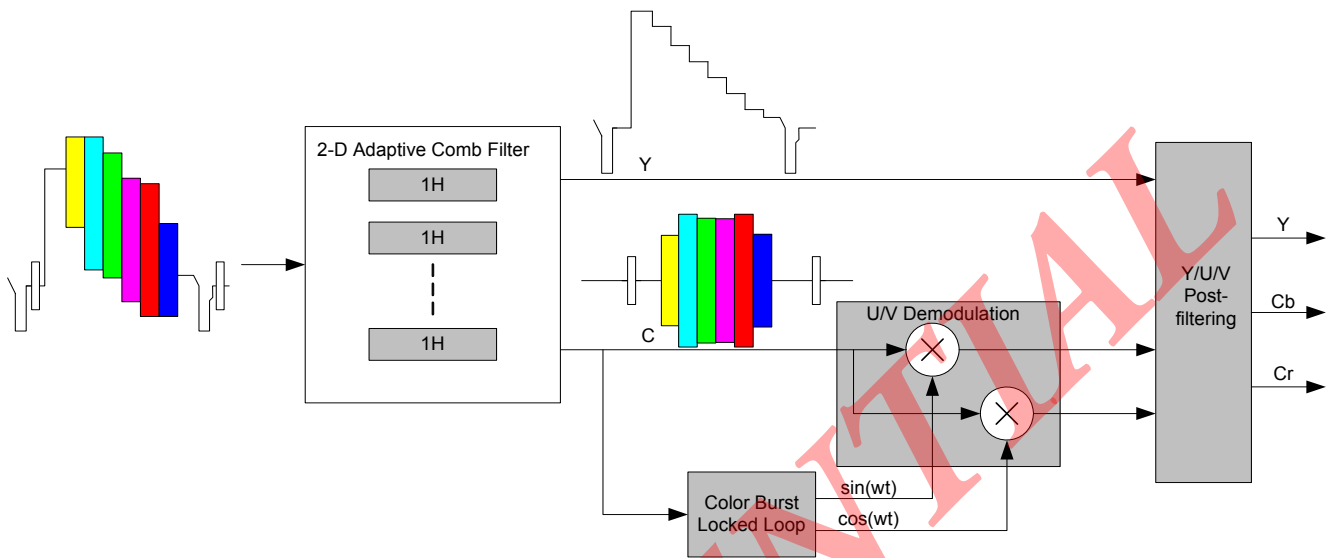 2-D Adaptive Comb Filter
1H
1H
1H
Y
C
U/V Demodulation
Color Burst
Locked Loop
sin(wt)
cos(wt)
Y/U/V
Post-
filtering
Y
Cb
Cr
NTIAL